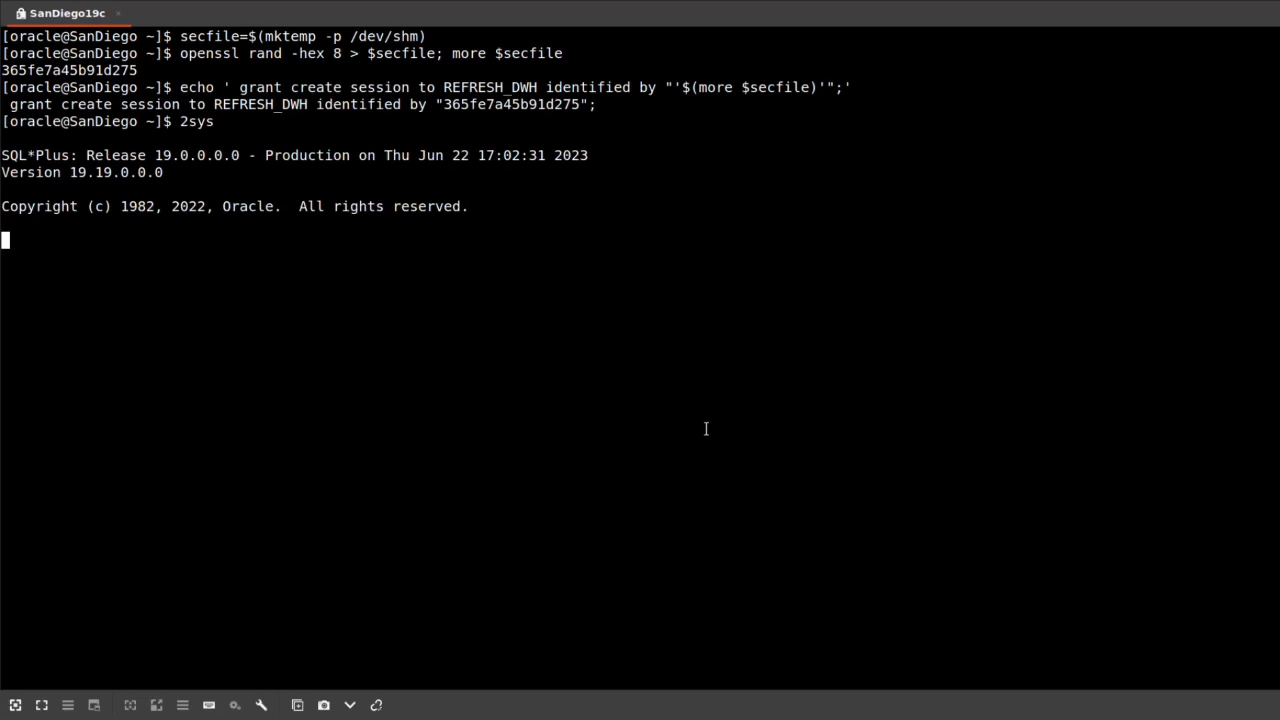 SanDiego19c ×
[oracle@SanDiego ~]$ secfile=$(mktemp -p /dev/shm)
[oracle@SanDiego ~]$ openssl rand -hex 8 > $secfile; more $secfile
365fe7a45b91d275
[oracle@SanDiego ~]$ echo ' grant create session to REFRESH_DWH identified by "'$(more $secfile)'";'
 grant create session to REFRESH_DWH identified by "365fe7a45b91d275";
[oracle@SanDiego ~]$ 2sys
SQL*Plus: Release 19.0.0.0.0 - Production on Thu Jun 22 17:02:31 2023
Version 19.19.0.0.0
Copyright (c) 1982, 2022, Oracle.  All rights reserved.